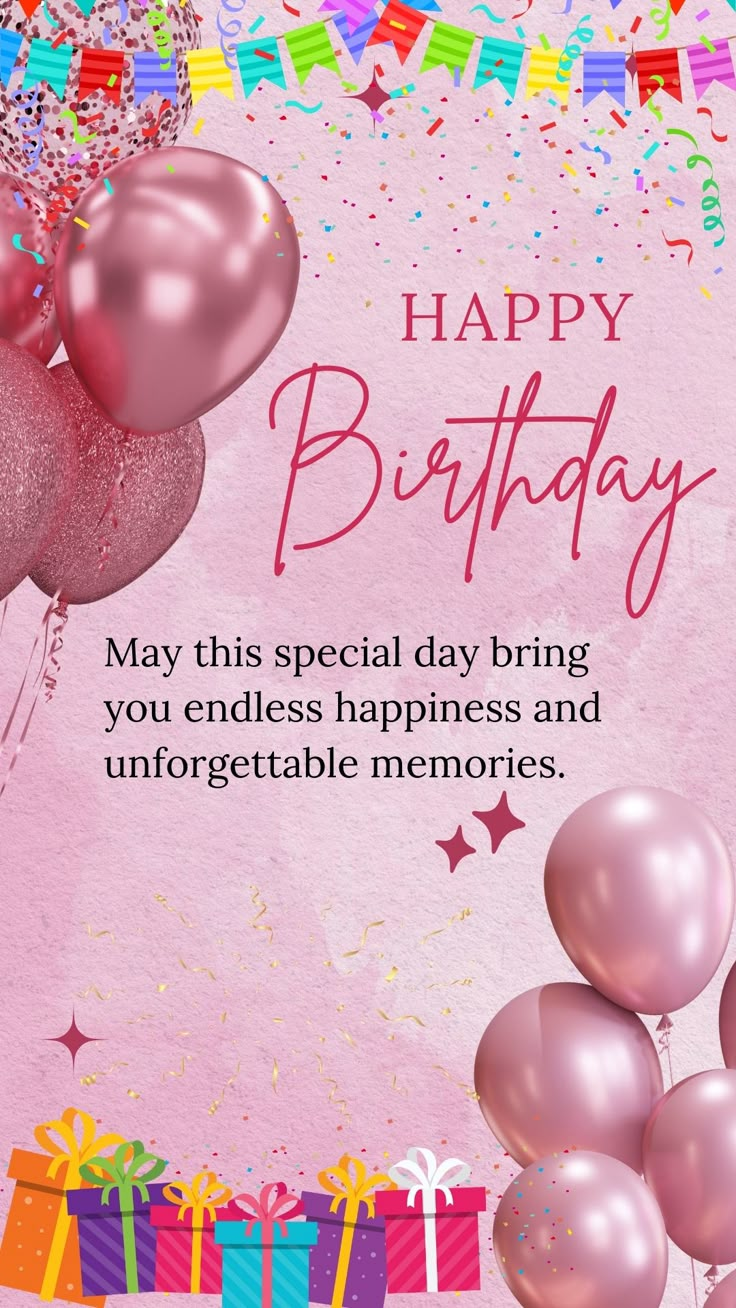 HAPPY
Birthday
May this special day bring
you endless happiness and
unforgettable memories.